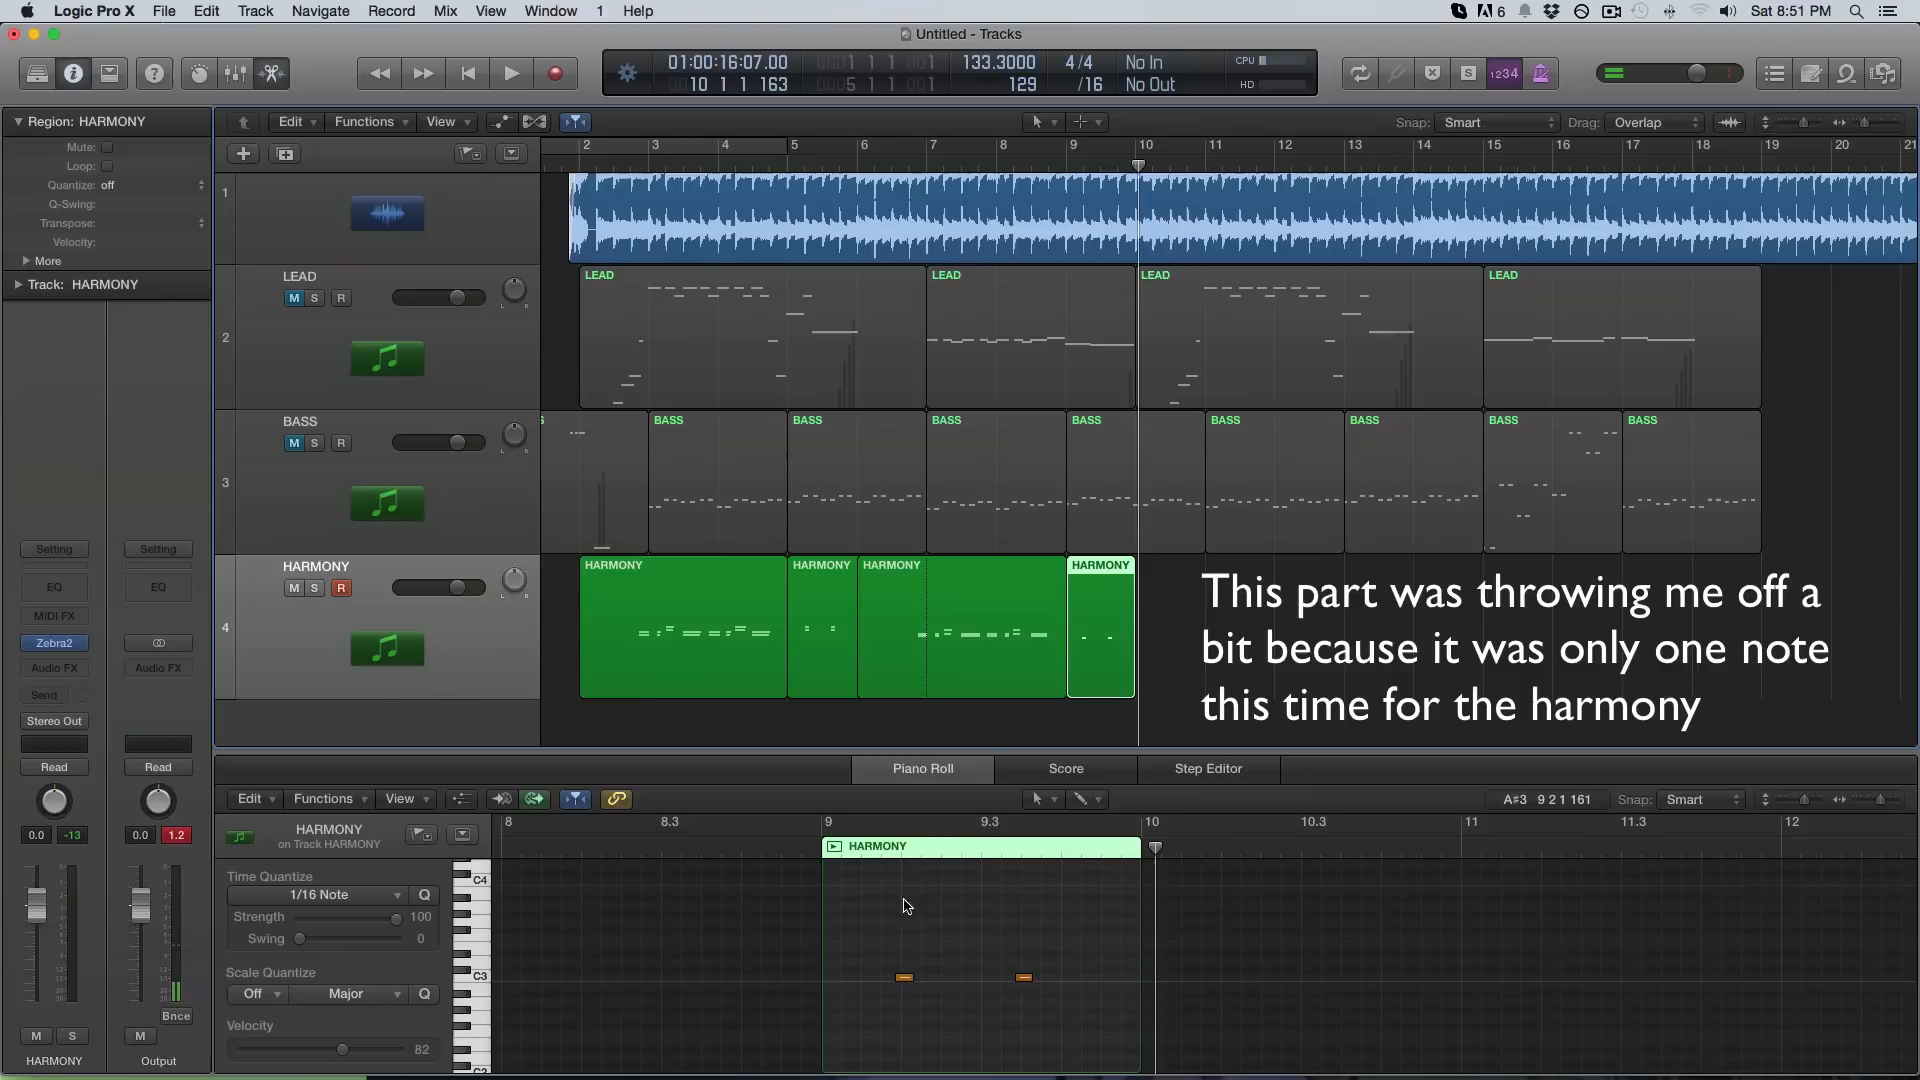 Logic Pro X File Edit Track Navigate Record Mix View Window 1 Help
6 Sat 8:51 PM
Untitled - Tracks
01:00:16:07.00 133.3000 4/4 No In CPU
10 1 1 163 129 /16 No Out HD
1234
Region: HARMONY
Edit Functions View
Snap: Smart Drag: Overlap
Mute:
Loop:
Quantize: off
Q-Swing:
Transpose:
Velocity:
More
Track: HARMONY
2 3 4 5 6 7 8 9 10 11 12 13 14 15 16 17 18 19 20 21
1
LEAD
M S R
L R
2
LEAD LEAD LEAD LEAD
BASS
M S R
L R
3
S BASS BASS BASS BASS BASS BASS BASS BASS
HARMONY
M S R
L R
4
HARMONY HARMONY HARMONY HARMONY
This part was throwing me off a
bit because it was only one note
this time for the harmony
Setting Setting
EQ EQ
MIDI FX
Zebra2
Audio FX Audio FX
Send
Stereo Out
Read Read
0.0 -13 0.0 1.2
Bnce
M S M
HARMONY Output
Piano Roll Score Step Editor
Edit Functions View
A#3 9 2 1 161 Snap: Smart
HARMONY
on Track HARMONY
8 8.3 9 9.3 10 10.3 11 11.3 12
HARMONY
Time Quantize
1/16 Note Q
Strength 100
Swing 0
Scale Quantize
Off Major Q
Velocity
82
C4
C3
C2